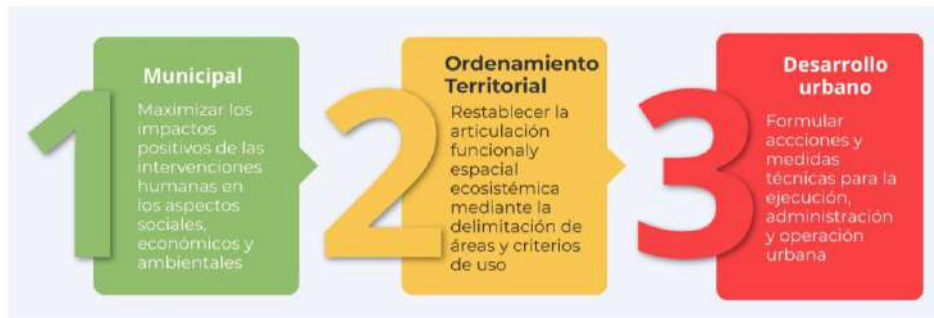 1
Municipal
Maximizar los
impactos
positivos de las
intervenciones
humanas en
los aspectos
sociales,
económicos y
ambientales
2
Ordenamiento
Territorial
Restablecer la
articulación
funcionaly
espacial
ecosistémica
mediante la
delimitación de
áreas y criterios
de uso
3
Desarrollo
urbano
Formular
accciones y
medidas
técnicas para la
ejecución,
administración
y operación
urbana